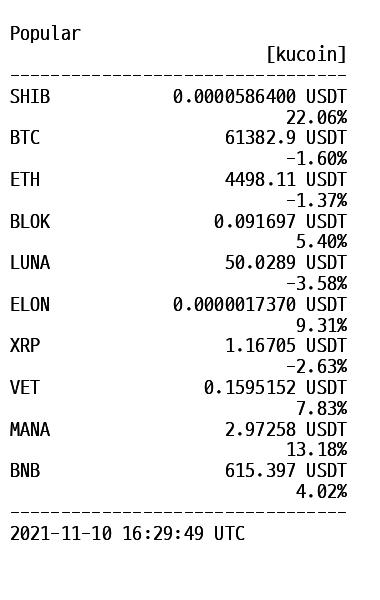 Popular
[kucoin]
---------------------------------
SHIB 0.0000586400 USDT
22.06%
BTC 61382.9 USDT
-1.60%
ETH 4498.11 USDT
-1.37%
BLOK 0.091697 USDT
5.40%
LUNA 50.0289 USDT
-3.58%
ELON 0.0000017370 USDT
9.31%
XRP 1.16705 USDT
-2.63%
VET 0.1595152 USDT
7.83%
MANA 2.97258 USDT
13.18%
BNB 615.397 USDT
4.02%
---------------------------------
2021-11-10 16:29:49 UTC